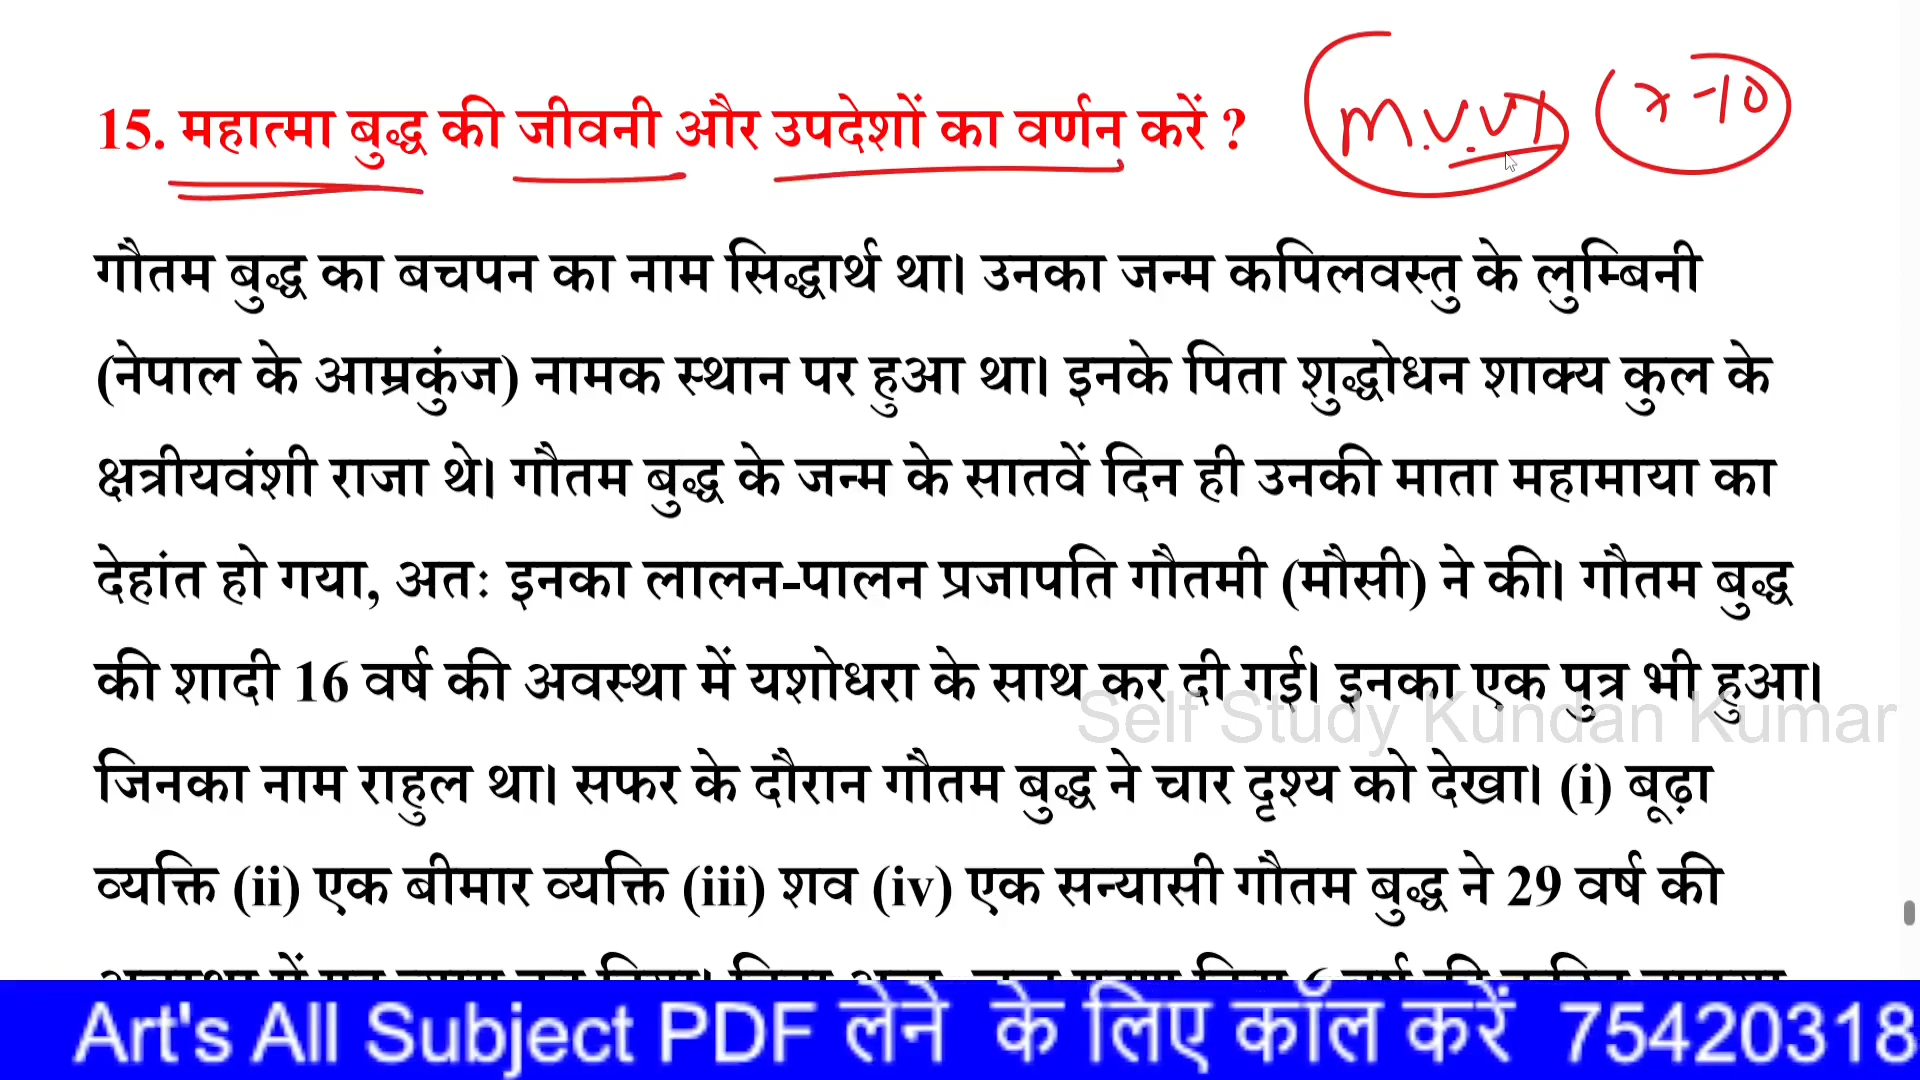 15. महात्मा बुद्ध की जीवनी और उपदेशों का वर्णन करें ?
M.V.V.I
गौतम बुद्ध का बचपन का नाम सिद्धार्थ था। उनका जन्म कपिलवस्तु के लुम्बिनी
(नेपाल के आम्रकुंज) नामक स्थान पर हुआ था। इनके पिता शुद्धोधन शाक्य कुल के
क्षत्रीयवंशी राजा थे। गौतम बुद्ध के जन्म के सातवें दिन ही उनकी माता महामाया का
देहांत हो गया, अतः इनका लालन-पालन प्रजापति गौतमी (मौसी) ने की। गौतम बुद्ध
की शादी 16 वर्ष की अवस्था में यशोधरा के साथ कर दी गई। इनका एक पुत्र भी हुआ।
Self Study Kundan Kumar
जिनका नाम राहुल था। सफर के दौरान गौतम बुद्ध ने चार दृश्य को देखा। (i) बूढ़ा
व्यक्ति (ii) एक बीमार व्यक्ति (iii) शव (iv) एक सन्यासी गौतम बुद्ध ने 29 वर्ष की
Art's All Subject PDF लेने के लिए कॉल करें 75420318